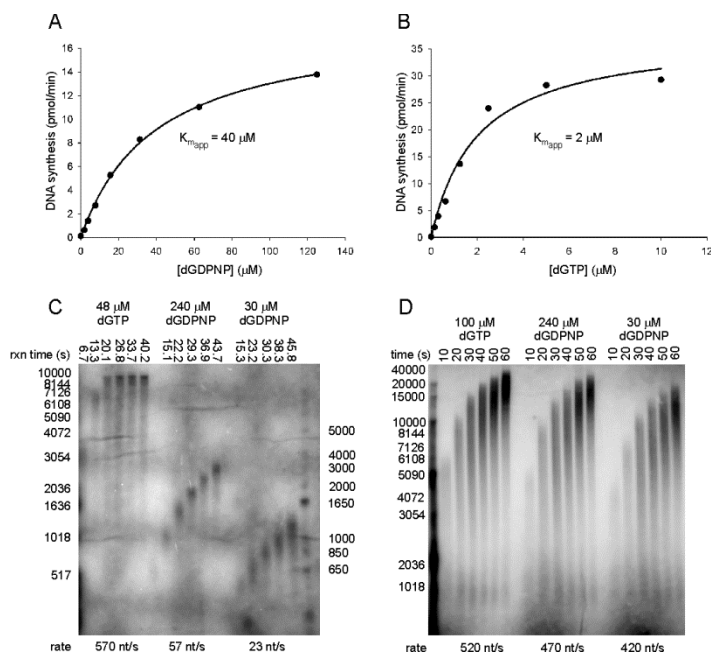 A
16
14
12
10
8
6
4
2
0
0 20 40 60 80 100 120 140
DNA synthesis (pmol/min)
[dGDPNP] (µM)
Kmapp = 40 µM
B
35
30
25
20
15
10
5
0
0 2 4 6 8 10 12
DNA synthesis (pmol/min)
[dGTP] (µM)
Kmapp = 2 µM
C
48 µM dGTP
240 µM dGDPNP
30 µM dGDPNP
rxn time (s)
6.7 13.3 20.1 26.8 33.7 40.2
15.1 22.2 29.3 36.9 43.7
15.3 23.2 30.3 38.3 45.8
10000
8144
7126
6108
5090
4072
3054
2036
1636
1018
517
5000
4000
3000
2000
1650
1000
850
650
rate 570 nt/s 57 nt/s 23 nt/s
D
100 µM dGTP
240 µM dGDPNP
30 µM dGDPNP
time (s)
10 20 30 40 50 60
10 20 30 40 50 60
10 20 30 40 50 60
40000
20000
15000
10000
8144
7126
6108
5090
4072
3054
2036
1018
rate 520 nt/s 470 nt/s 420 nt/s